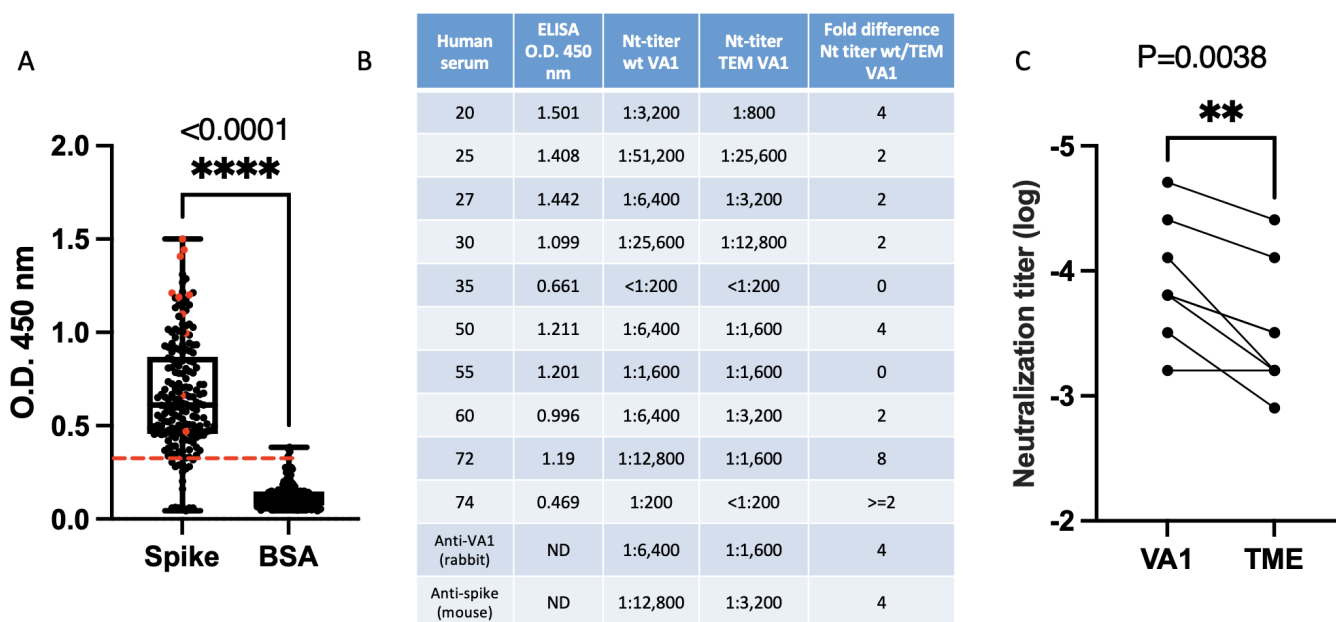 A
<0.0001
****
2.0
1.5
1.0
0.5
0.0
O.D. 450 nm
Spike BSA
B
Human serum | ELISA O.D. 450 nm | Nt-titer wt VA1 | Nt-titer TEM VA1 | Fold difference Nt titer wt/TEM VA1
20 | 1.501 | 1:3,200 | 1:800 | 4
25 | 1.408 | 1:51,200 | 1:25,600 | 2
27 | 1.442 | 1:6,400 | 1:3,200 | 2
30 | 1.099 | 1:25,600 | 1:12,800 | 2
35 | 0.661 | <1:200 | <1:200 | 0
50 | 1.211 | 1:6,400 | 1:1,600 | 4
55 | 1.201 | 1:1,600 | 1:1,600 | 0
60 | 0.996 | 1:6,400 | 1:3,200 | 2
72 | 1.19 | 1:12,800 | 1:1,600 | 8
74 | 0.469 | 1:200 | <1:200 | >=2
Anti-VA1 (rabbit) | ND | 1:6,400 | 1:1,600 | 4
Anti-spike (mouse) | ND | 1:12,800 | 1:3,200 | 4
C
P=0.0038
**
-5
-4
-3
-2
Neutralization titer (log)
VA1 TME